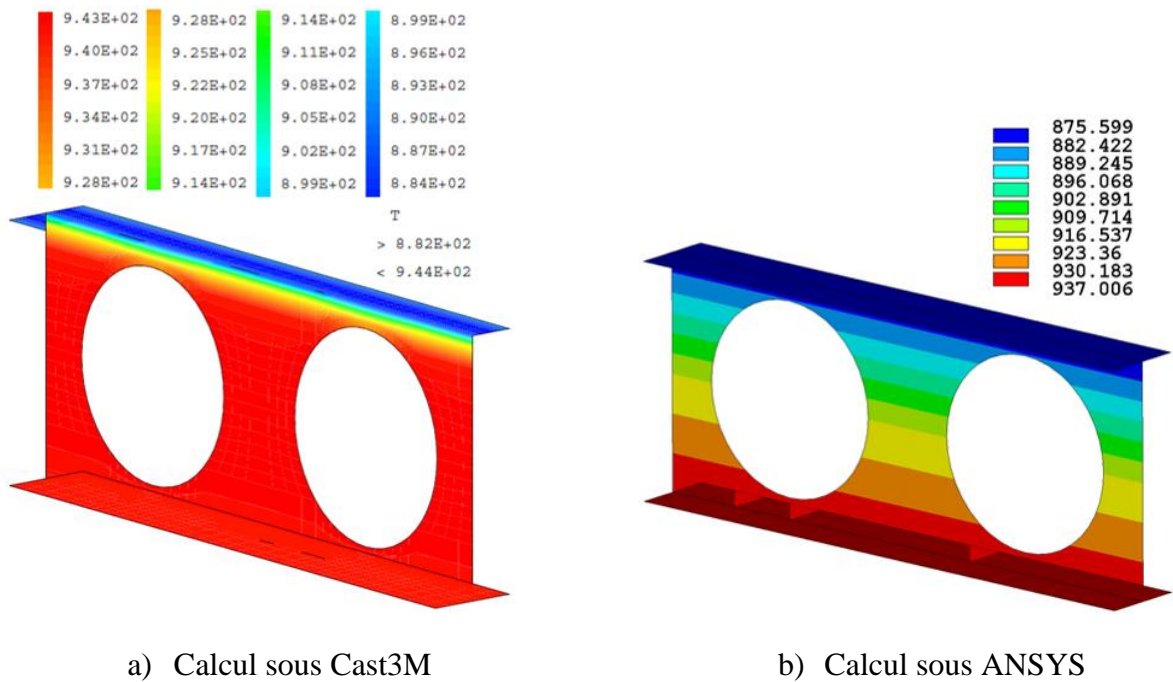 9.43E+02 9.28E+02 9.14E+02 8.99E+02
9.40E+02 9.25E+02 9.11E+02 8.96E+02
9.37E+02 9.22E+02 9.08E+02 8.93E+02
9.34E+02 9.20E+02 9.05E+02 8.90E+02
9.31E+02 9.17E+02 9.02E+02 8.87E+02
9.28E+02 9.14E+02 8.99E+02 8.84E+02
T
> 8.82E+02
< 9.44E+02
875.599
882.422
889.245
896.068
902.891
909.714
916.537
923.36
930.183
937.006
a) Calcul sous Cast3M
b) Calcul sous ANSYS